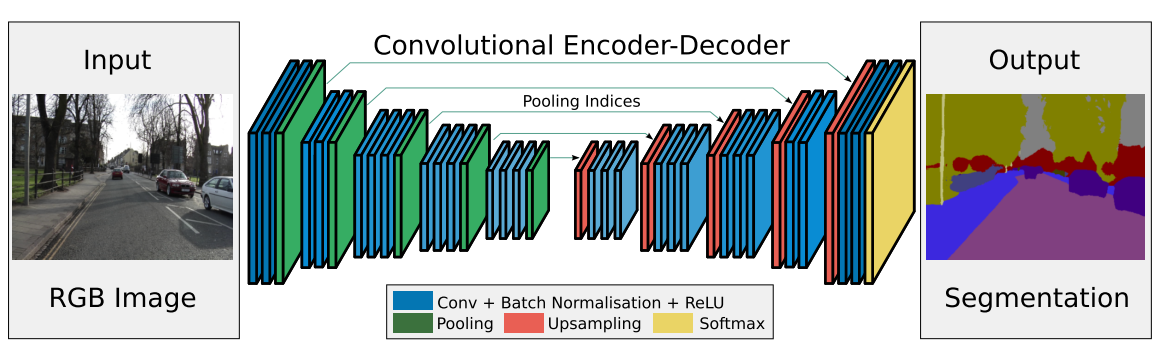 Input
RGB Image
Convolutional Encoder-Decoder
Pooling Indices
Conv + Batch Normalisation + ReLU
Pooling
Upsampling
Softmax
Output
Segmentation